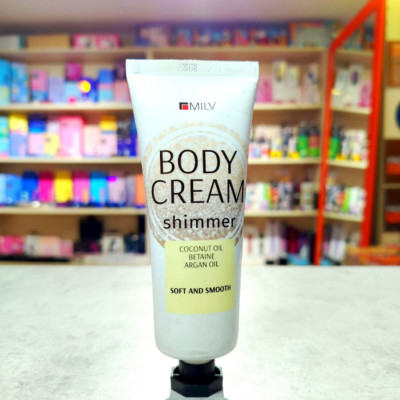 MILV
BODY
CREAM
shimmer
COCONUT OIL
BETAINE
ARGAN OIL
SOFT AND SMOOTH